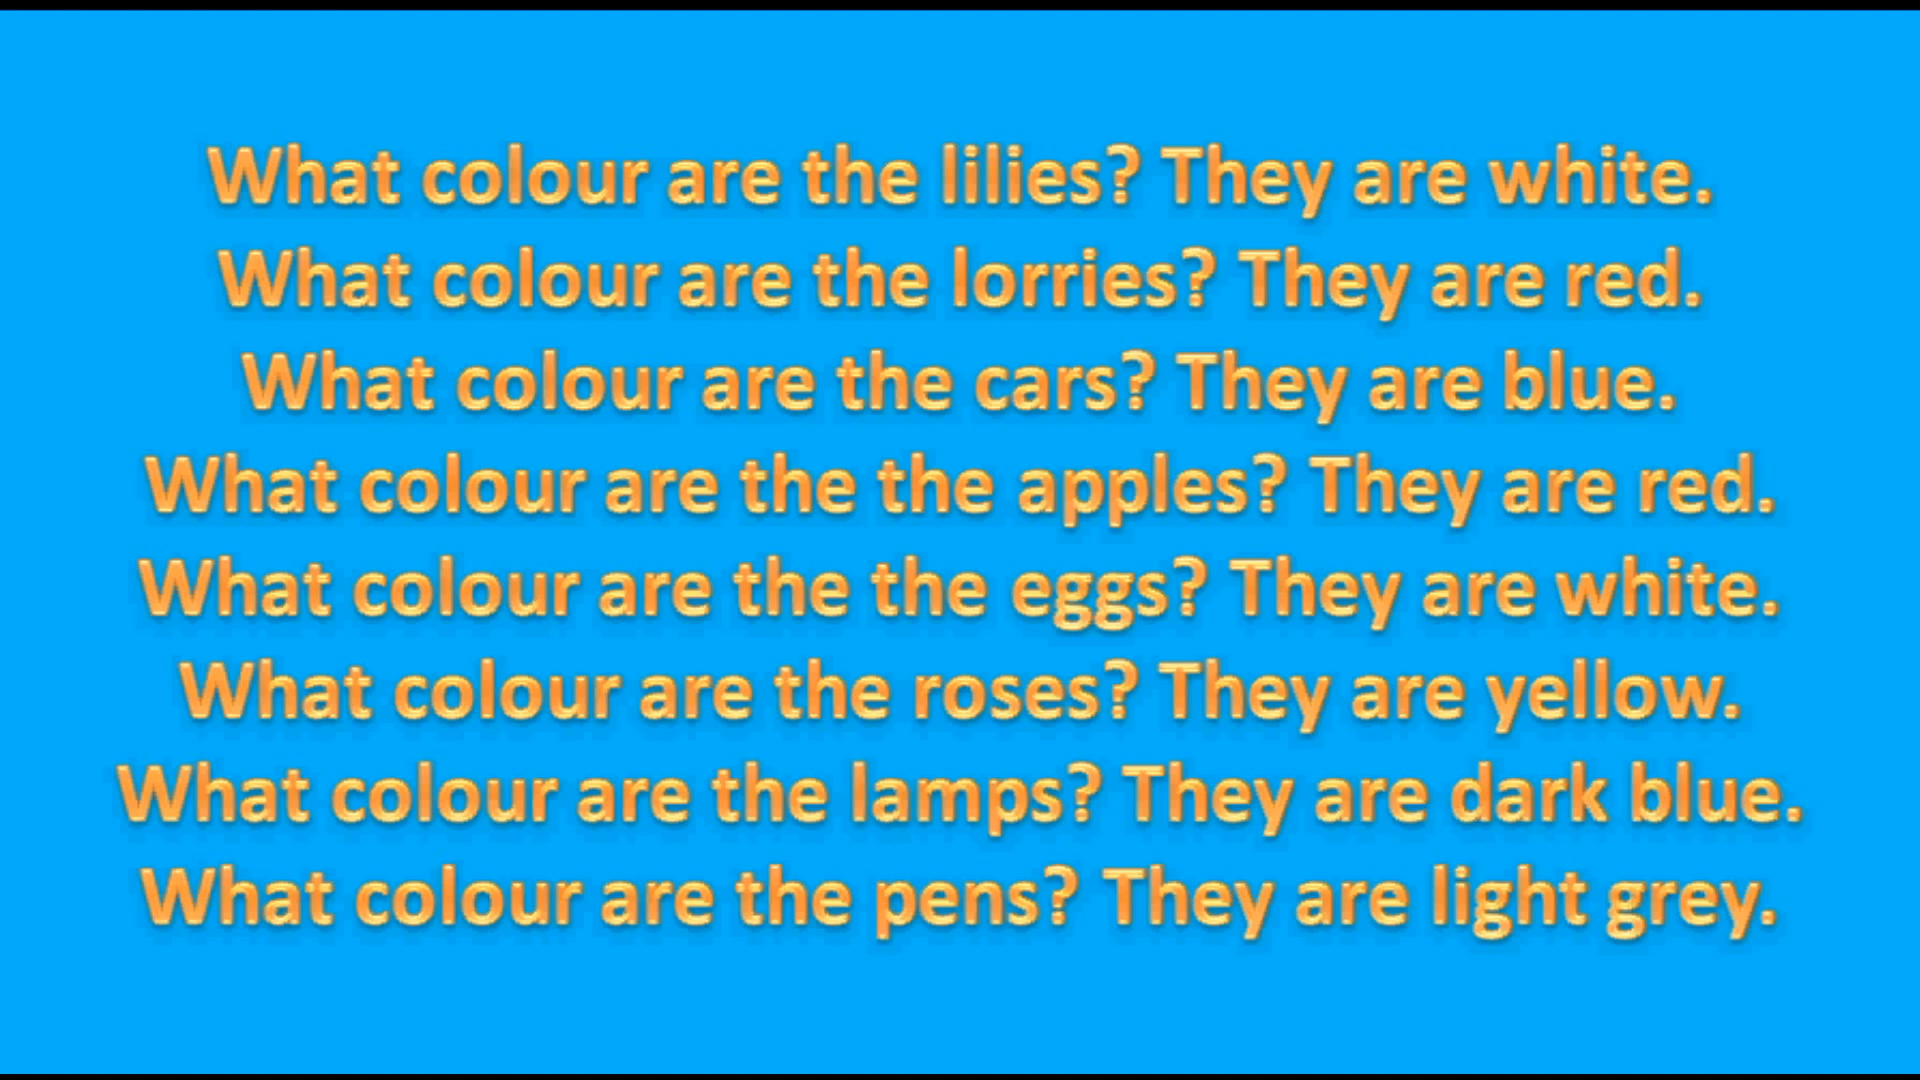 What colour are the lilies? They are white.
What colour are the lorries? They are red.
What colour are the cars? They are blue.
What colour are the the apples? They are red.
What colour are the the eggs? They are white.
What colour are the roses? They are yellow.
What colour are the lamps? They are dark blue.
What colour are the pens? They are light grey.